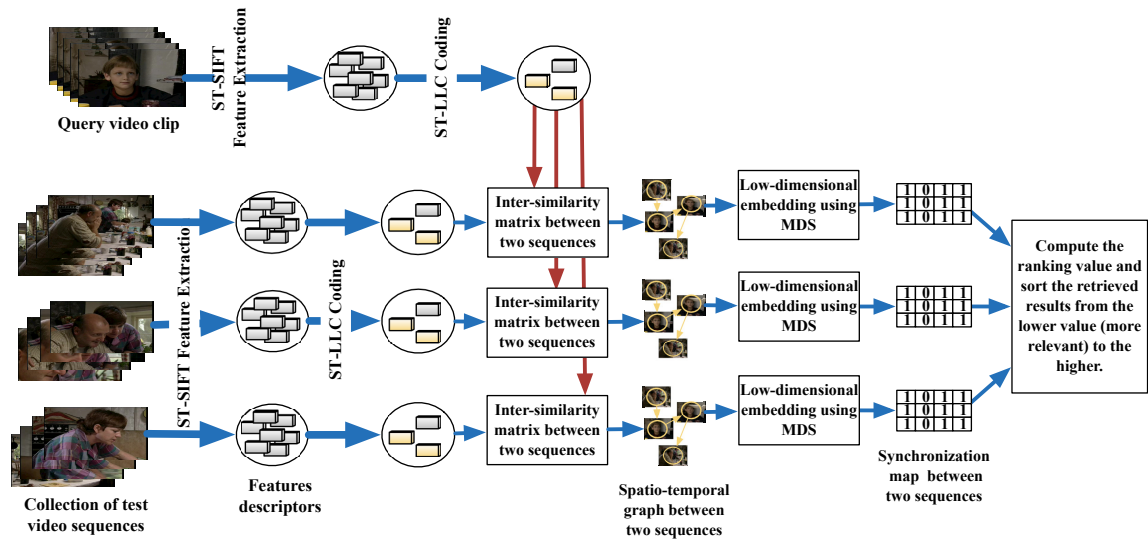 Query video clip
ST-SIFT
Feature Extraction
ST-LLC Coding
ST-SIFT Feature Extractio
ST-LLC Coding
Inter-similarity
matrix between
two sequences
Low-dimensional
embedding using
MDS
1 0 1 1
1 0 1 1
1 0 1 1
Inter-similarity
matrix between
two sequences
Low-dimensional
embedding using
MDS
1 0 1 1
1 0 1 1
1 0 1 1
Inter-similarity
matrix between
two sequences
Low-dimensional
embedding using
MDS
1 0 1 1
1 0 1 1
1 0 1 1
Compute the
ranking value and
sort the retrieved
results from the
lower value (more
relevant) to the
higher.
Collection of test
video sequences
Features
descriptors
Spatio-temporal
graph between
two sequences
Synchronization
map between
two sequences